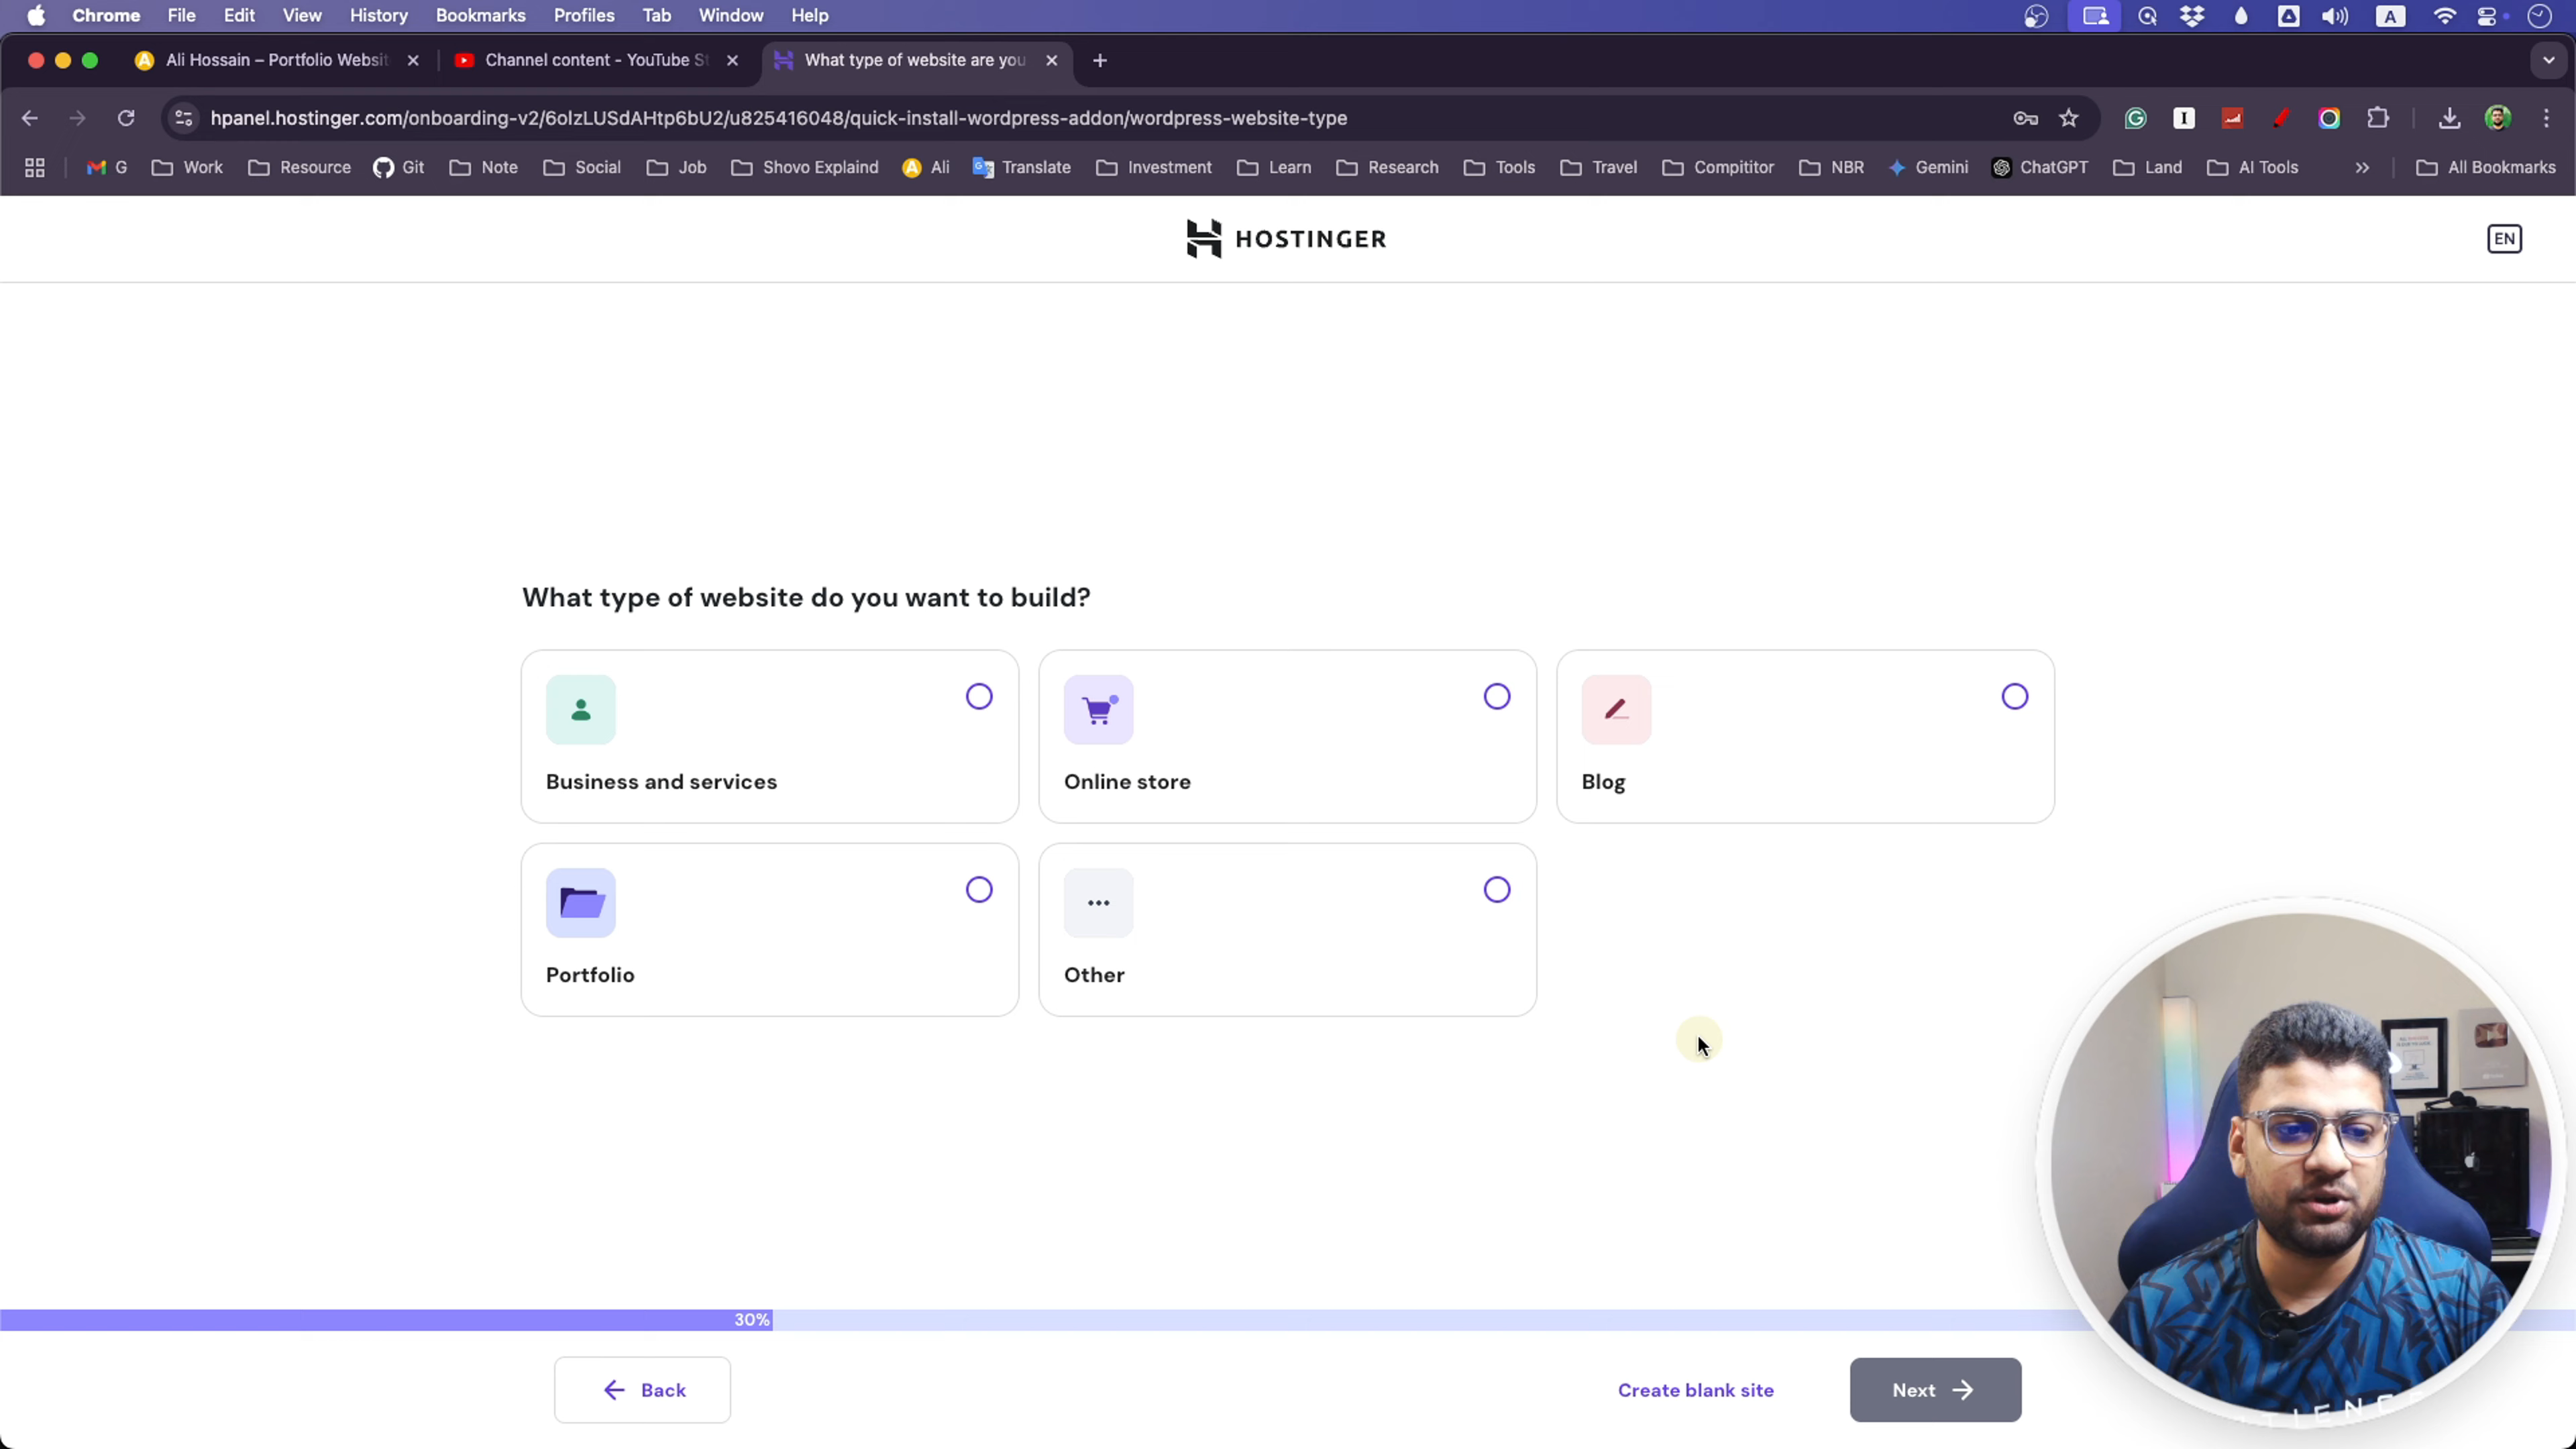 Chrome File Edit View History Bookmarks Profiles Tab Window Help A
Ali Hossain – Portfolio Websit Channel content - YouTube St What type of website are you
hpanel.hostinger.com/onboarding-v2/6oIzLUSdAHtp6bU2/u825416048/quick-install-wordpress-addon/wordpress-website-type
G Work Resource Git Note Social Job Shovo Explaind Ali Translate Investment Learn Research Tools Travel Compititor NBR Gemini ChatGPT Land AI Tools All Bookmarks
HOSTINGER
EN
What type of website do you want to build?
Business and services
Online store
Blog
Portfolio
Other
30%
Back
Create blank site
Next